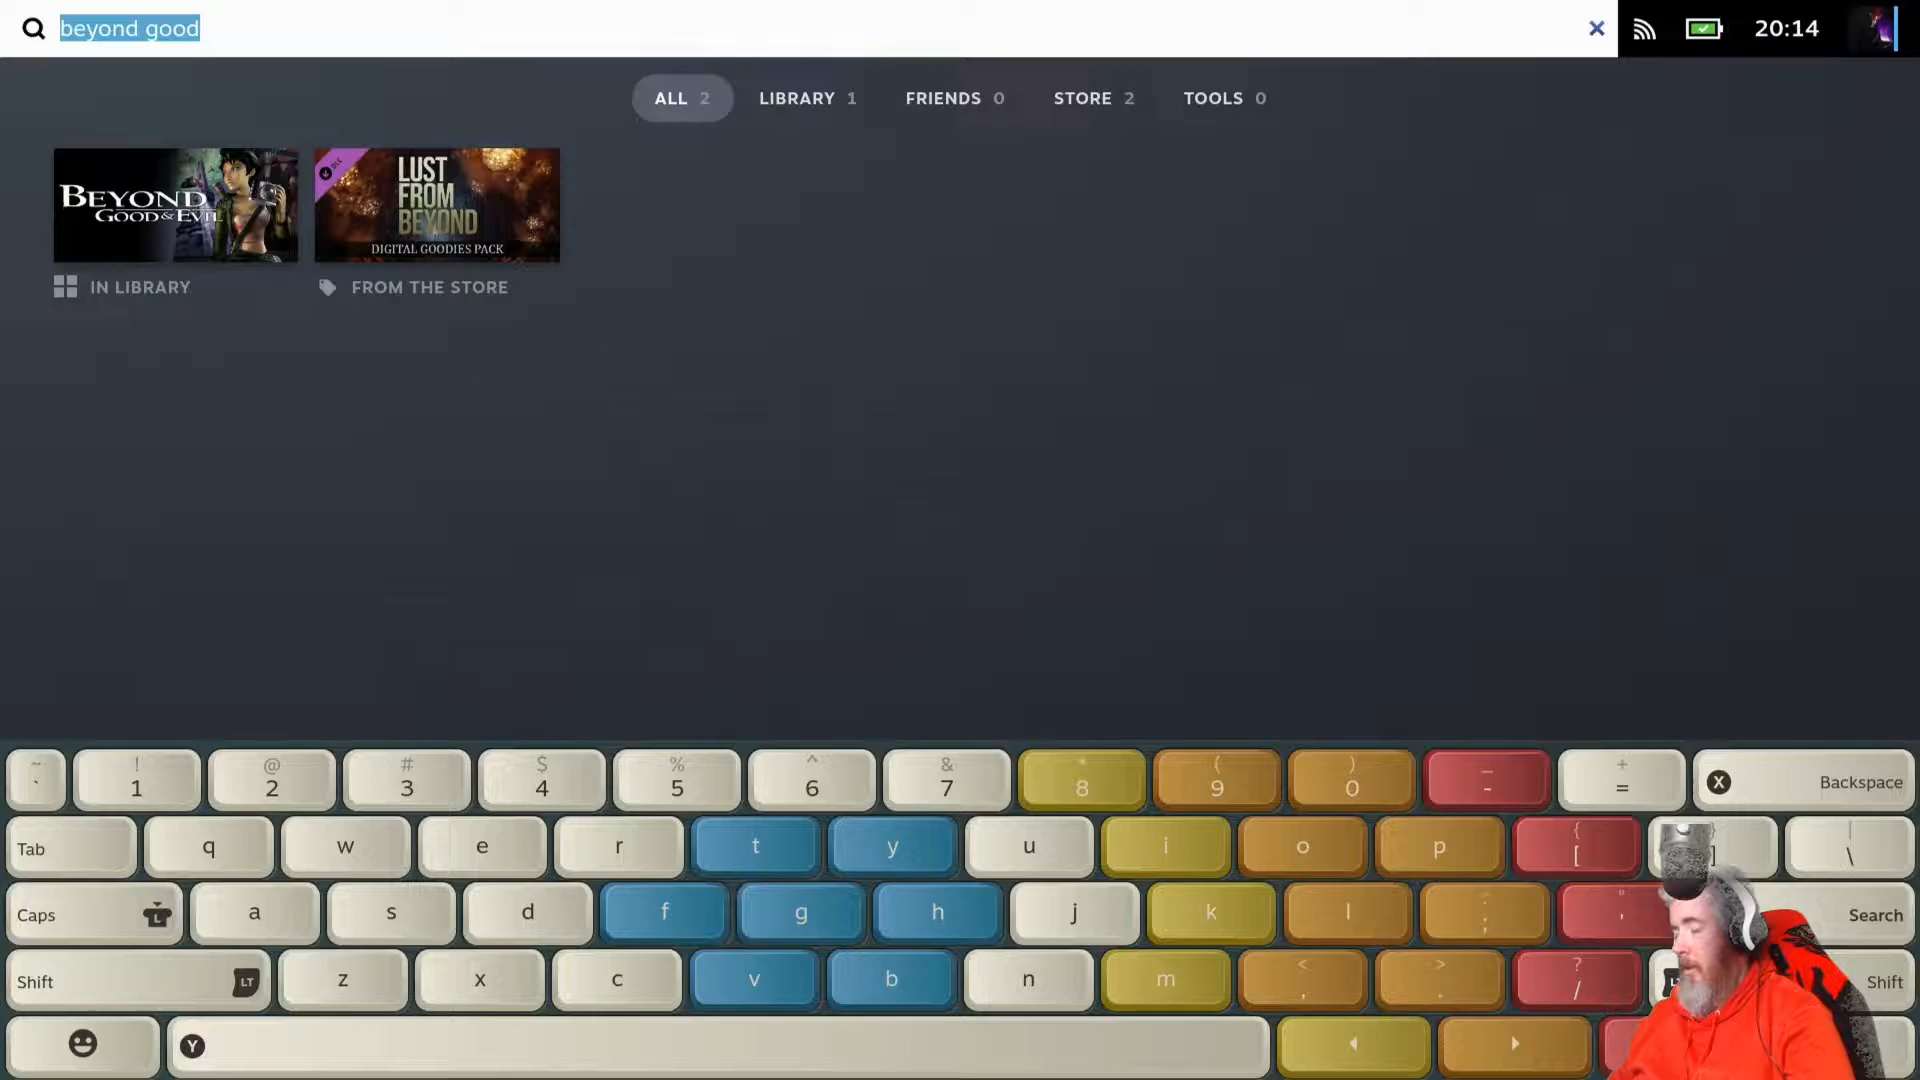 beyond good
20:14
ALL 2
LIBRARY 1
FRIENDS 0
STORE 2
TOOLS 0
BEYOND
GOOD & EVIL
DLC
LUST
FROM
BEYOND
DIGITAL GOODIES PACK
IN LIBRARY
FROM THE STORE
~ ` ! 1 @ 2 # 3 $ 4 % 5 ^ 6 & 7 * 8 ( 9 ) 0 _ - + = X Backspace
Tab q w e r t y u i o p { [ } ] | \
Caps L a s d f g h j k l : ; " ' Search
Shift LT z x c v b n m < , > . ? / Shift
Y